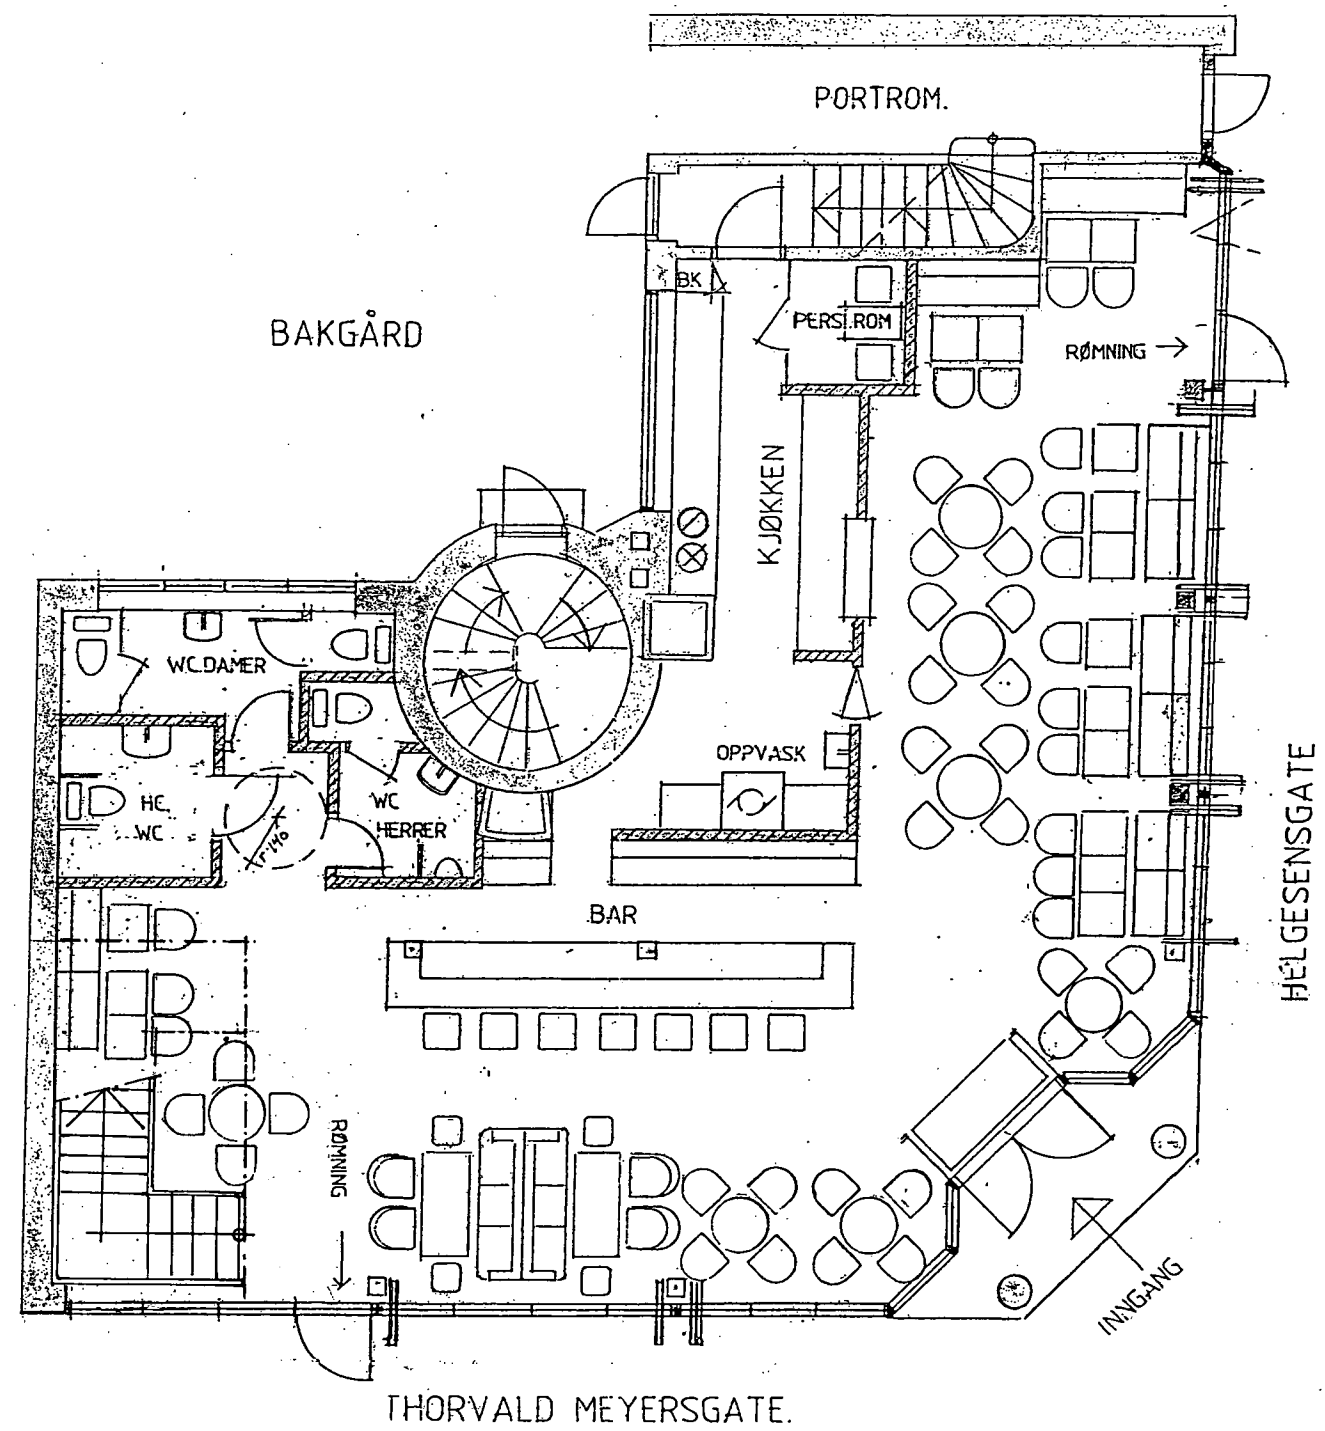 PORTROM.
BK
BAKGÅRD
PERS.ROM
RØMNING
KJØKKEN
WC.DAMER
OPPVASK
HC.
WC
WC
HERRER
r=140
BAR
HELGESENSGATE
RØMNING
INNGANG
THORVALD MEYERSGATE.